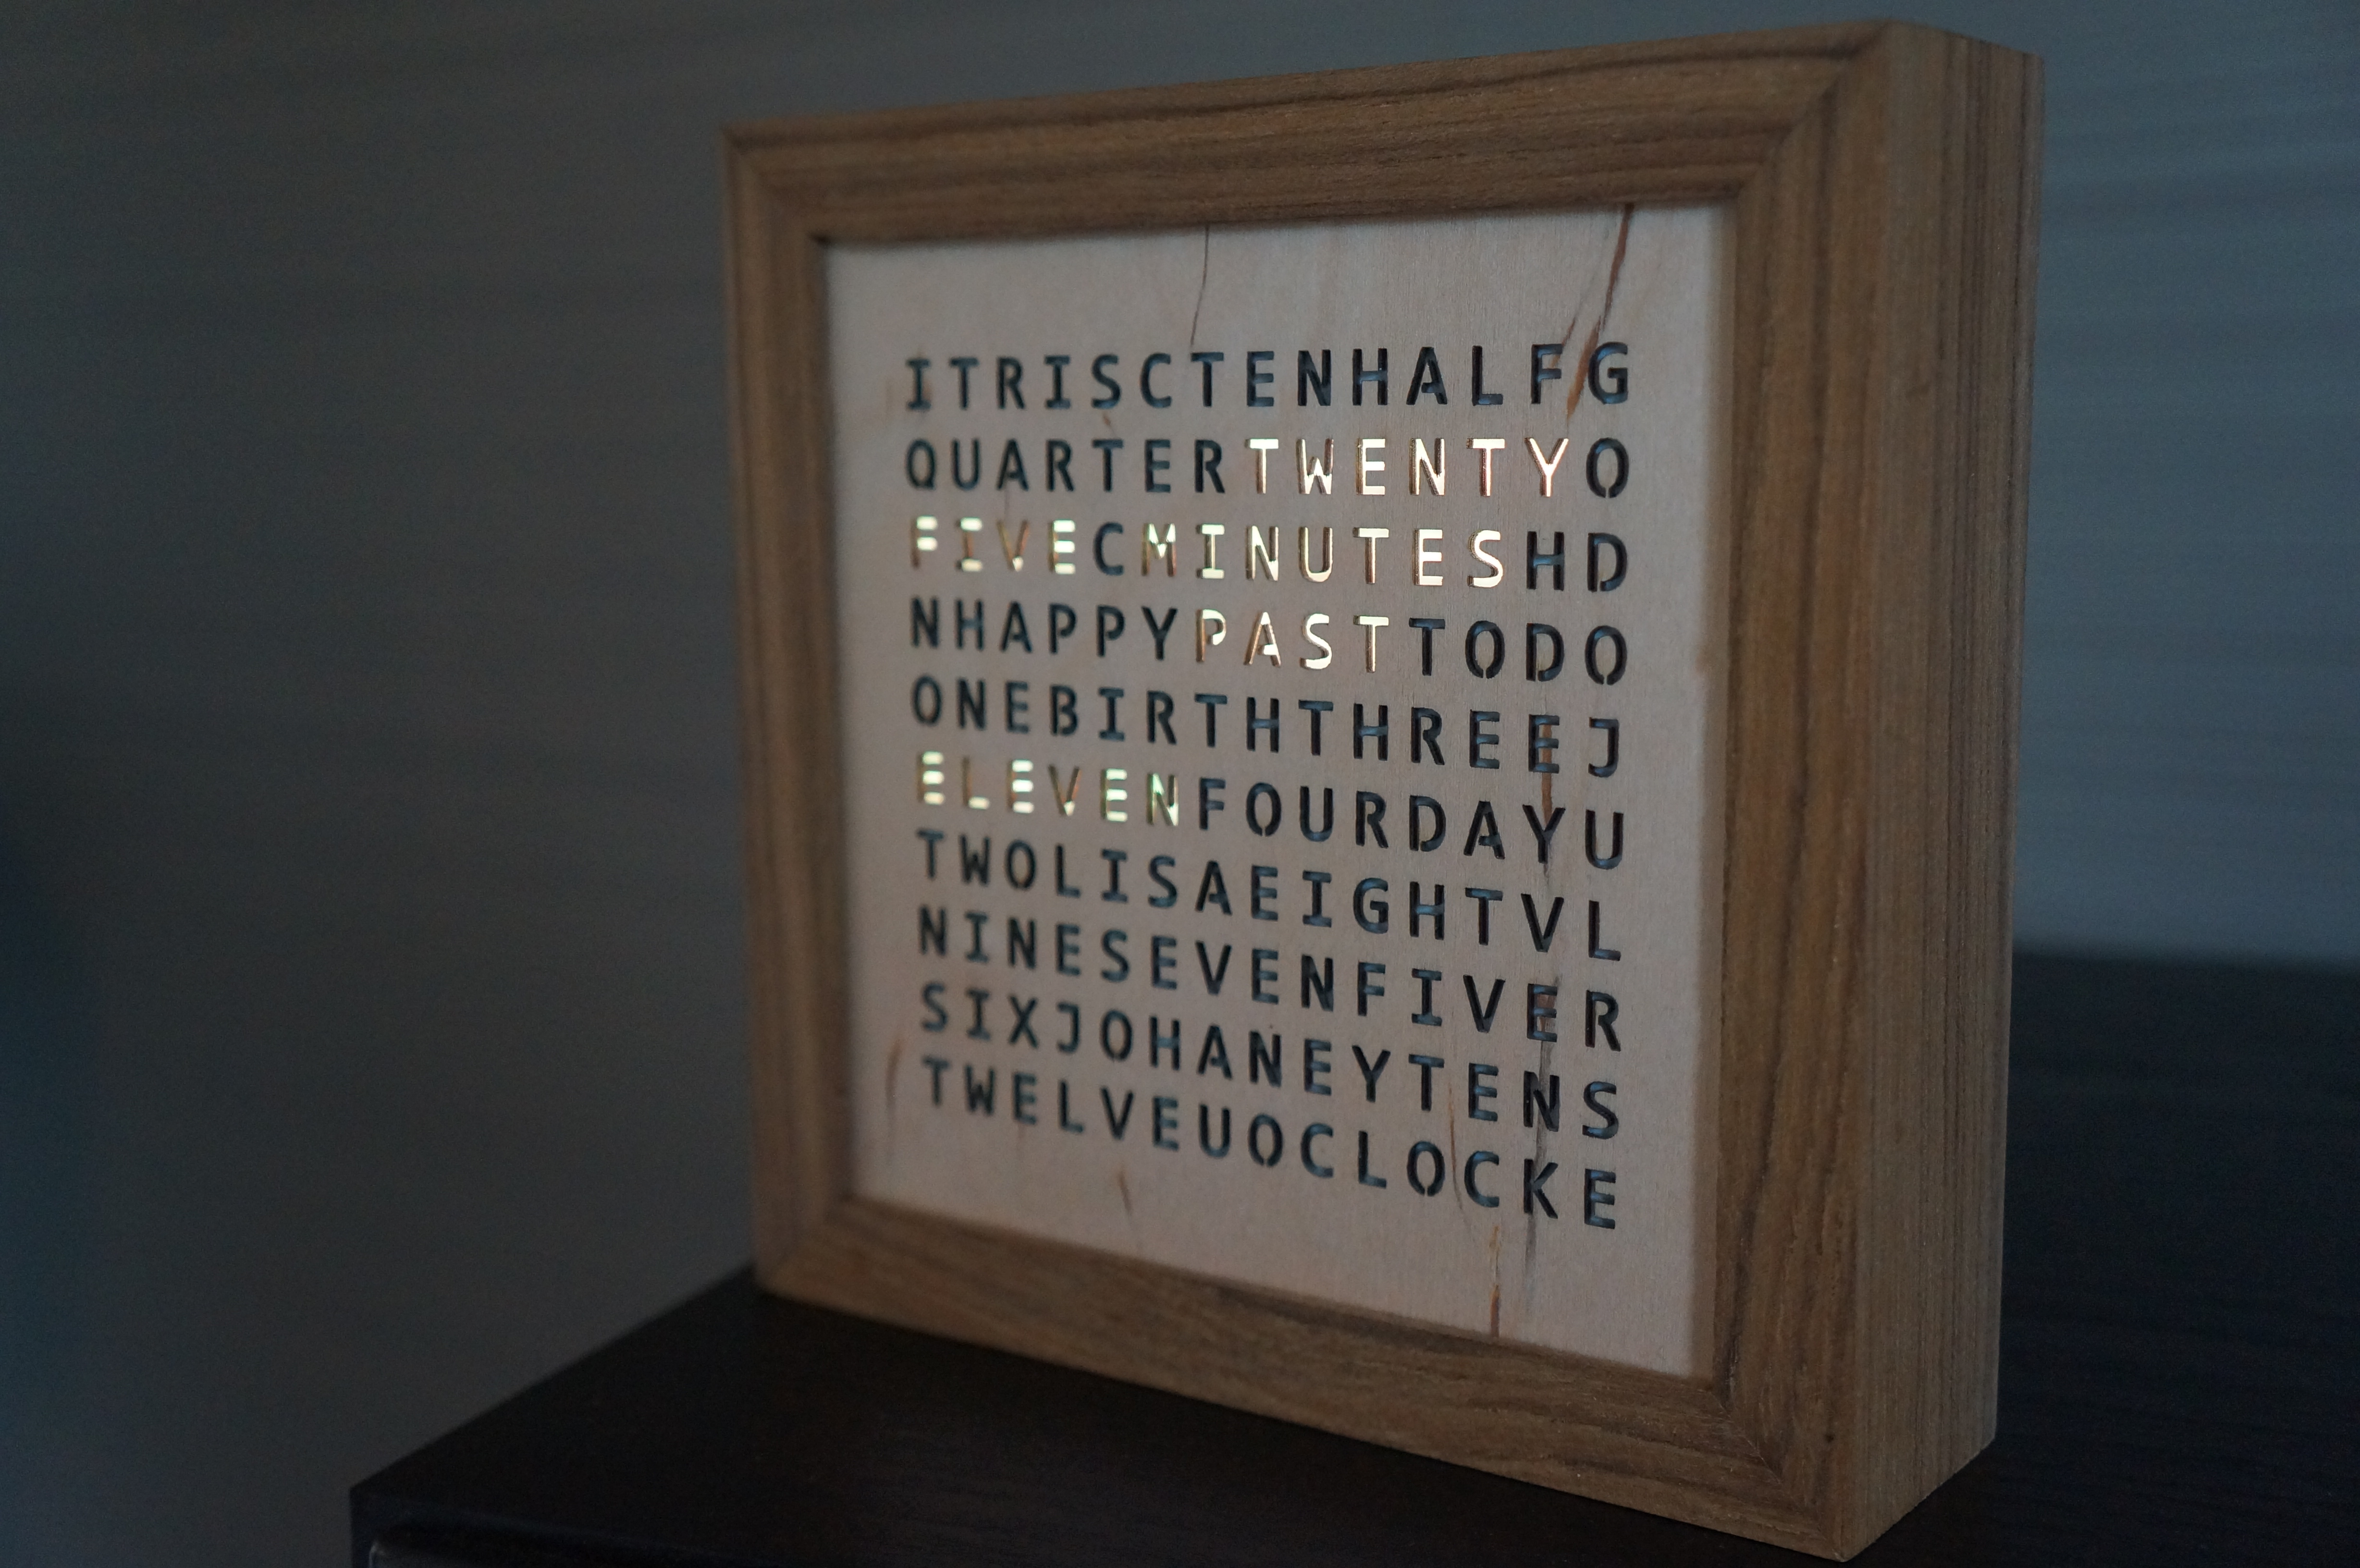 ITRISCTENHALFG
QUARTERTWENTYO
FIVECMINUTESHD
NHAPPYPASTTODO
ONEBIRTHTHREEJ
ELEVENFOURDAYU
TWOLISAEIGHTVL
NINESEVENFIVER
SIXJOHANEYTENS
TWELVEUOCLOCKE